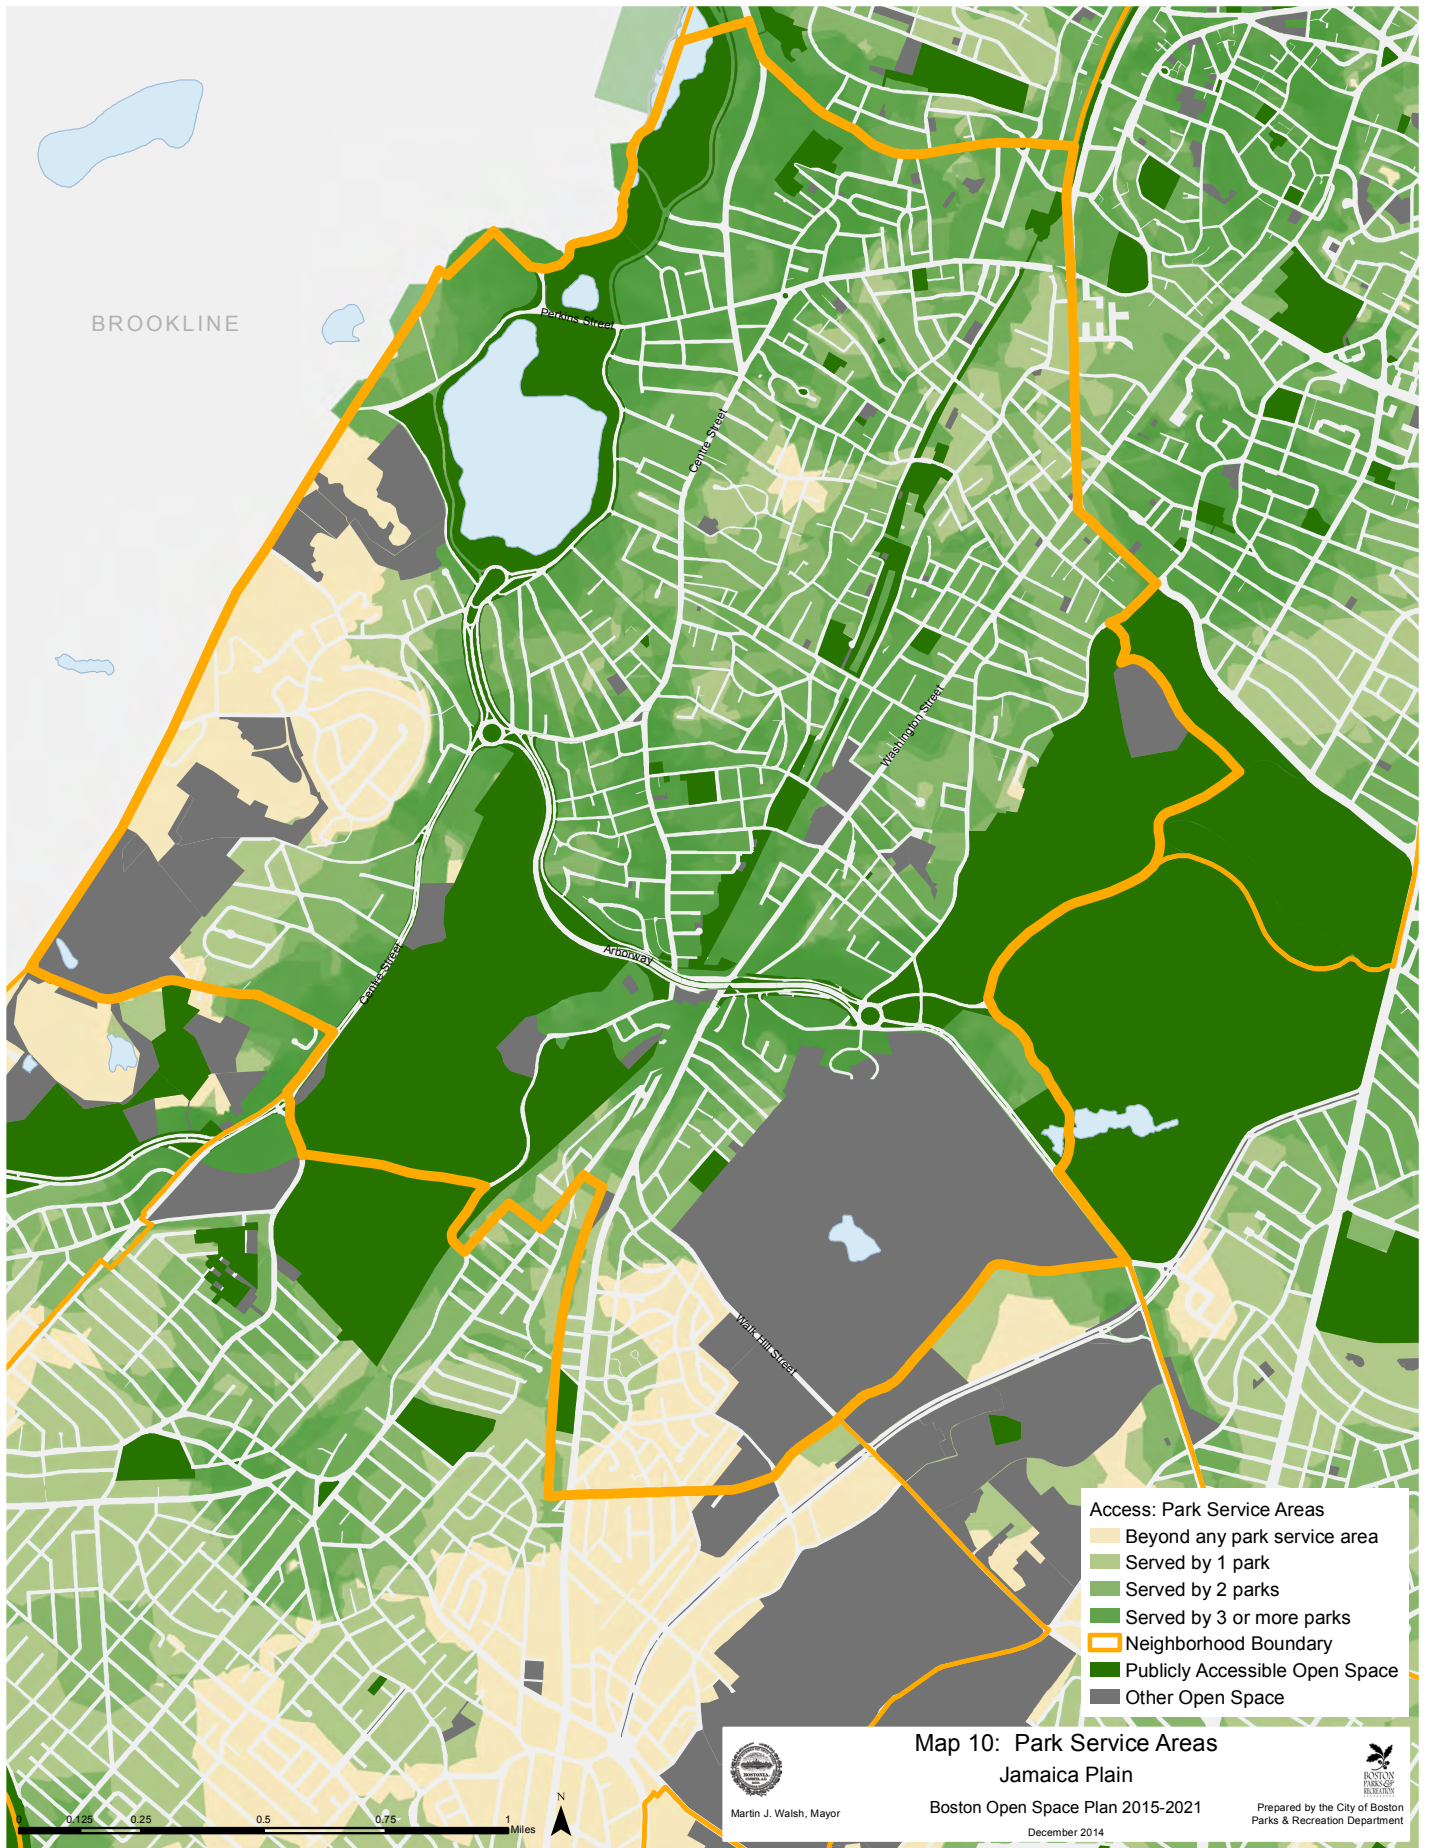 BROOKLINE
Perkins Street
Centre Street
Washington Street
Centre Street
Arborway
Walk Hill Street
Access: Park Service Areas
Beyond any park service area
Served by 1 park
Served by 2 parks
Served by 3 or more parks
Neighborhood Boundary
Publicly Accessible Open Space
Other Open Space
Map 10: Park Service Areas
Jamaica Plain
Boston Open Space Plan 2015-2021
December 2014
Martin J. Walsh, Mayor
BOSTON
PARKS &
RECREATION
Prepared by the City of Boston
Parks & Recreation Department
N
0 0.125 0.25 0.5 0.75 1
Miles